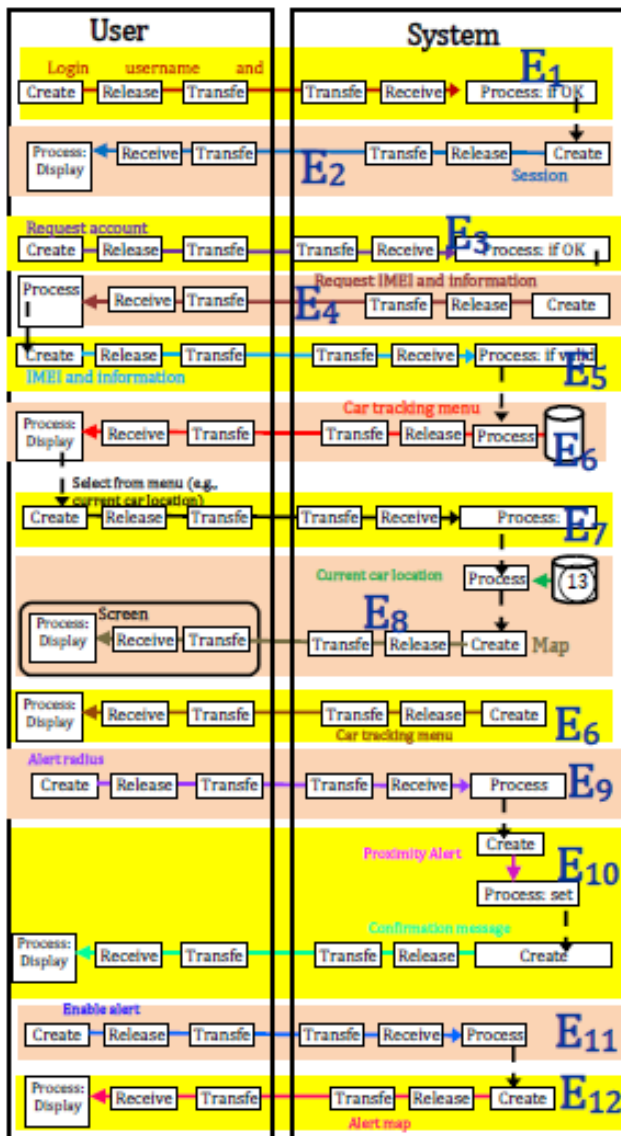 User System
Login username and E1
Create Release Transfe Transfe Receive Process: if OK
Process: Display Receive Transfe E2 Transfe Release Create
Session
Request account E3
Create Release Transfe Transfe Receive Process: if OK
Request IMEI and information
Process Receive Transfe E4 Transfe Release Create
Create Release Transfe Transfe Receive Process: if valid
IMEI and information E5
Car tracking menu
Process: Display Receive Transfe Transfe Release Process E6
Select from menu (e.g.,
current car location)
Create Release Transfe Transfe Receive Process: E7
Current car location Process 13
Screen E8
Process: Display Receive Transfe Transfe Release Create Map
Process: Display Receive Transfe Transfe Release Create E6
Car tracking menu
Alert radius
Create Release Transfe Transfe Receive Process E9
Create
Proximity Alert E10
Process: set
Confirmation message
Process: Display Receive Transfe Transfe Release Create
Enable alert
Create Release Transfe Transfe Receive Process E11
Process: Display Receive Transfe Transfe Release Create E12
Alert map